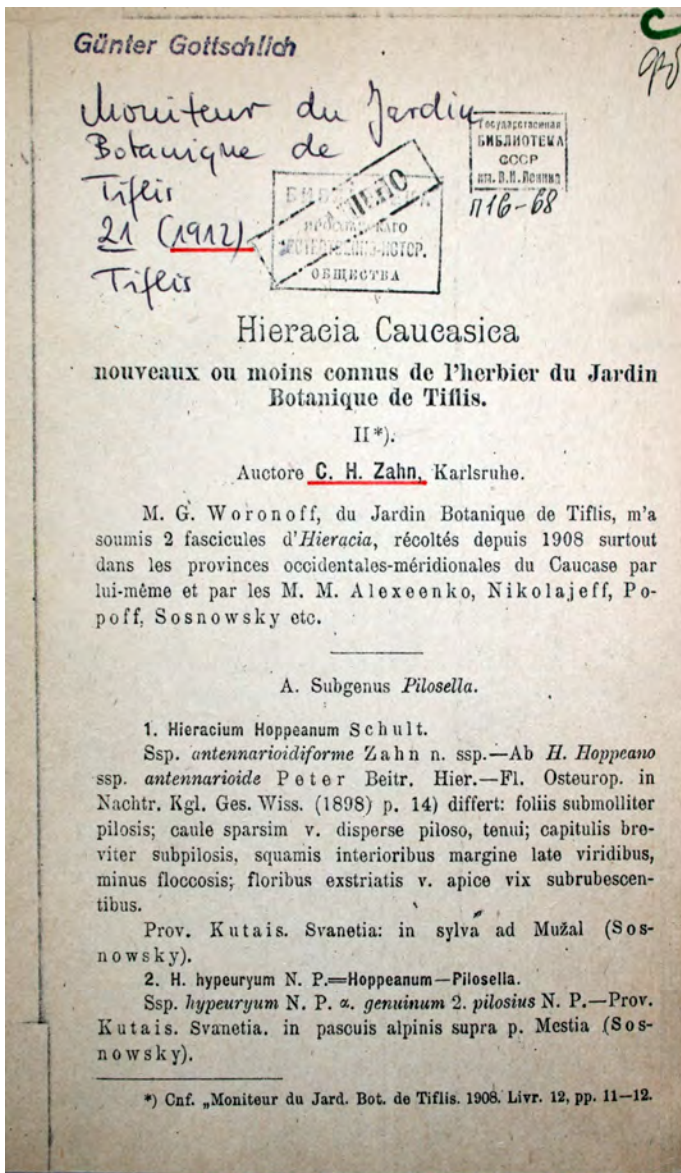 Günter Gottschlich
Moniteur du Jardin
Botanique de
Tiflis
21 (1912)
Tiflis
Государственная
БИБЛИОТЕКА
СССР
им. В.И. Ленина
П16-68
ОБЩЕСТВА
Hieracia Caucasica
nouveaux ou moins connus de l'herbier du Jardin
Botanique de Tiflis.
II*).
Auctore C. H. Zahn, Karlsruhe.
M. G. Woronoff, du Jardin Botanique de Tiflis, m'a
soumis 2 fascicules d'Hieracia, récoltés depuis 1908 surtout
dans les provinces occidentales-méridionales du Caucase par
lui-même et par les M. M. Alexeenko, Nikolajeff, Po-
poff, Sosnowsky etc.
A. Subgenus Pilosella.
1. Hieracium Hoppeanum Schult.
Ssp. antennarioidiforme Zahn n. ssp.—Ab H. Hoppeano
ssp. antennarioide Peter Beitr. Hier.—Fl. Osteurop. in
Nachtr. Kgl. Ges. Wiss. (1898) p. 14) differt: foliis submolliter
pilosis; caule sparsim v. disperse piloso, tenui; capitulis bre-
viter subpilosis, squamis interioribus margine late viridibus,
minus floccosis; floribus exstriatis v. apice vix subrubescen-
tibus.
Prov. Kutais. Svanetia: in sylva ad Mužal (Sos-
nowsky).
2. H. hypeuryum N. P.=Hoppeanum—Pilosella.
Ssp. hypeuryum N. P. α. genuinum 2. pilosius N. P.—Prov.
Kutais. Svanetia. in pascuis alpinis supra p. Mestia (Sos-
nowsky).
*) Cnf. „Moniteur du Jard. Bot. de Tiflis. 1908. Livr. 12, pp. 11—12.